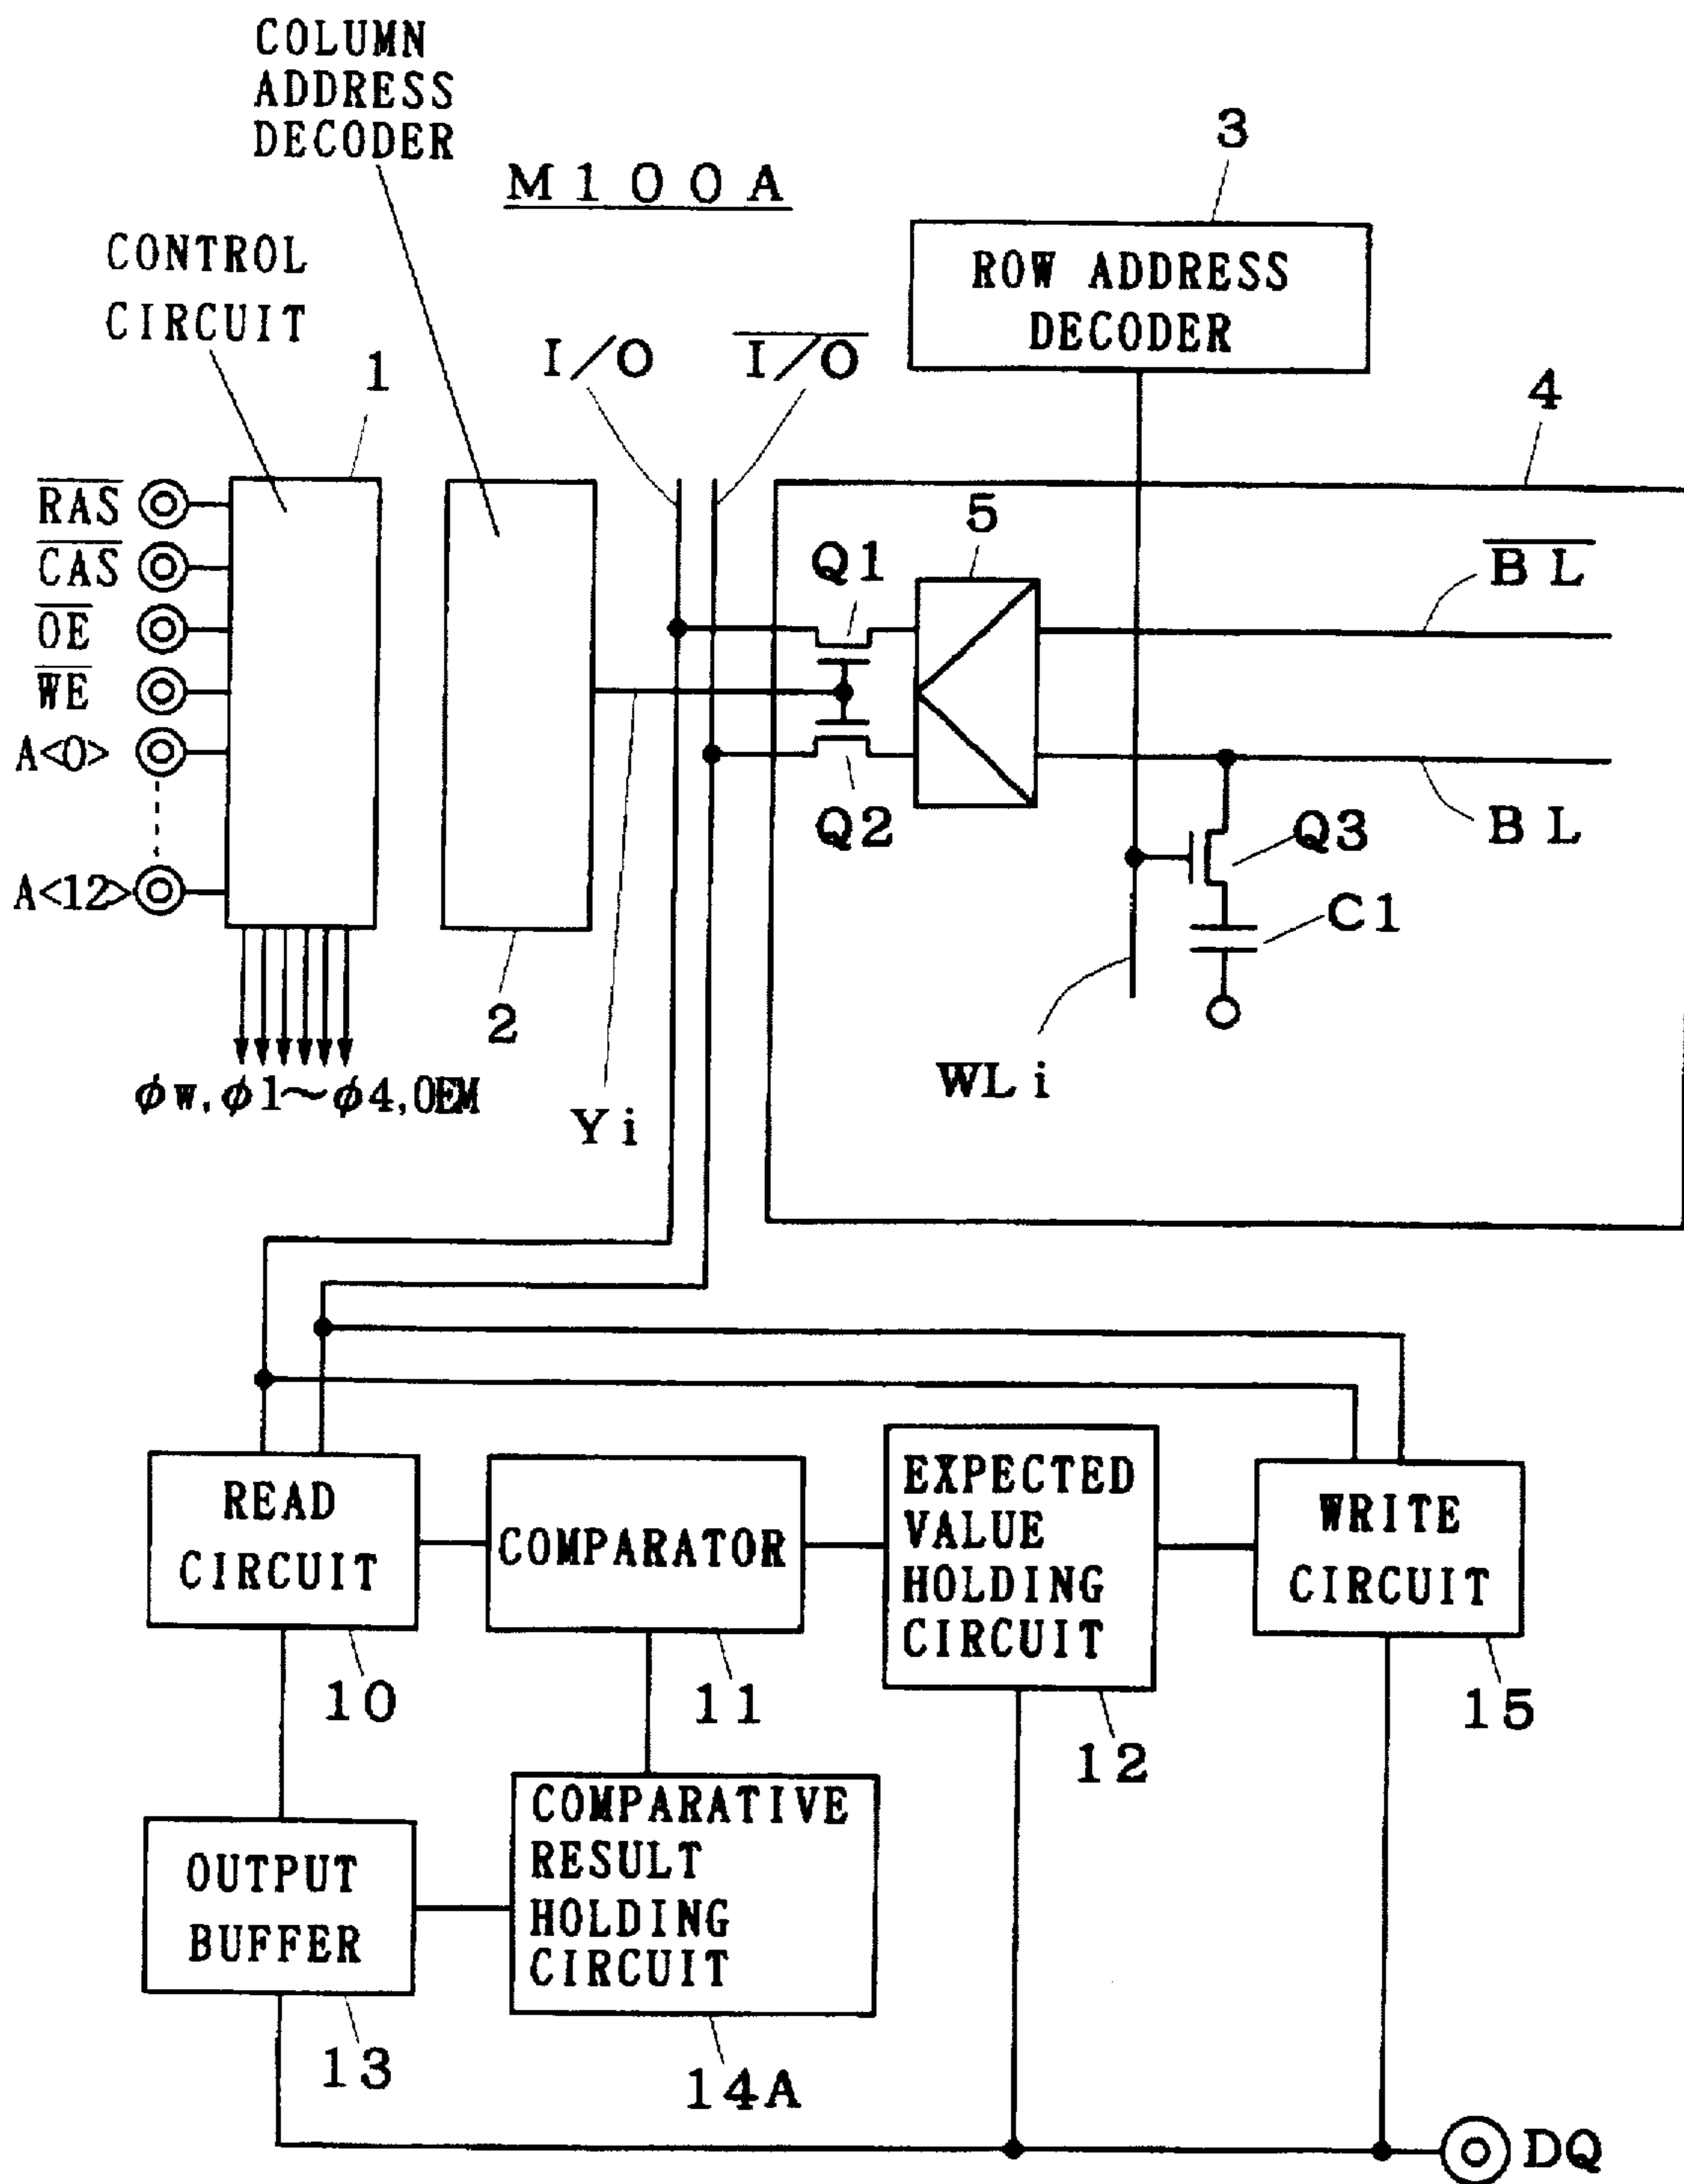 COLUMN
ADDRESS
DECODER
M100A
3
CONTROL
CIRCUIT
ROW ADDRESS
DECODER
I/O
I/O
1
4
RAS
CAS
OE
WE
A<0>
A<12>
5
Q1
BL
Q2
BL
Q3
C1
2
WLi
φw,φ1~φ4,OEM
Yi
READ
CIRCUIT
COMPARATOR
EXPECTED
VALUE
HOLDING
CIRCUIT
WRITE
CIRCUIT
10
11
12
15
OUTPUT
BUFFER
COMPARATIVE
RESULT
HOLDING
CIRCUIT
13
14A
DQ